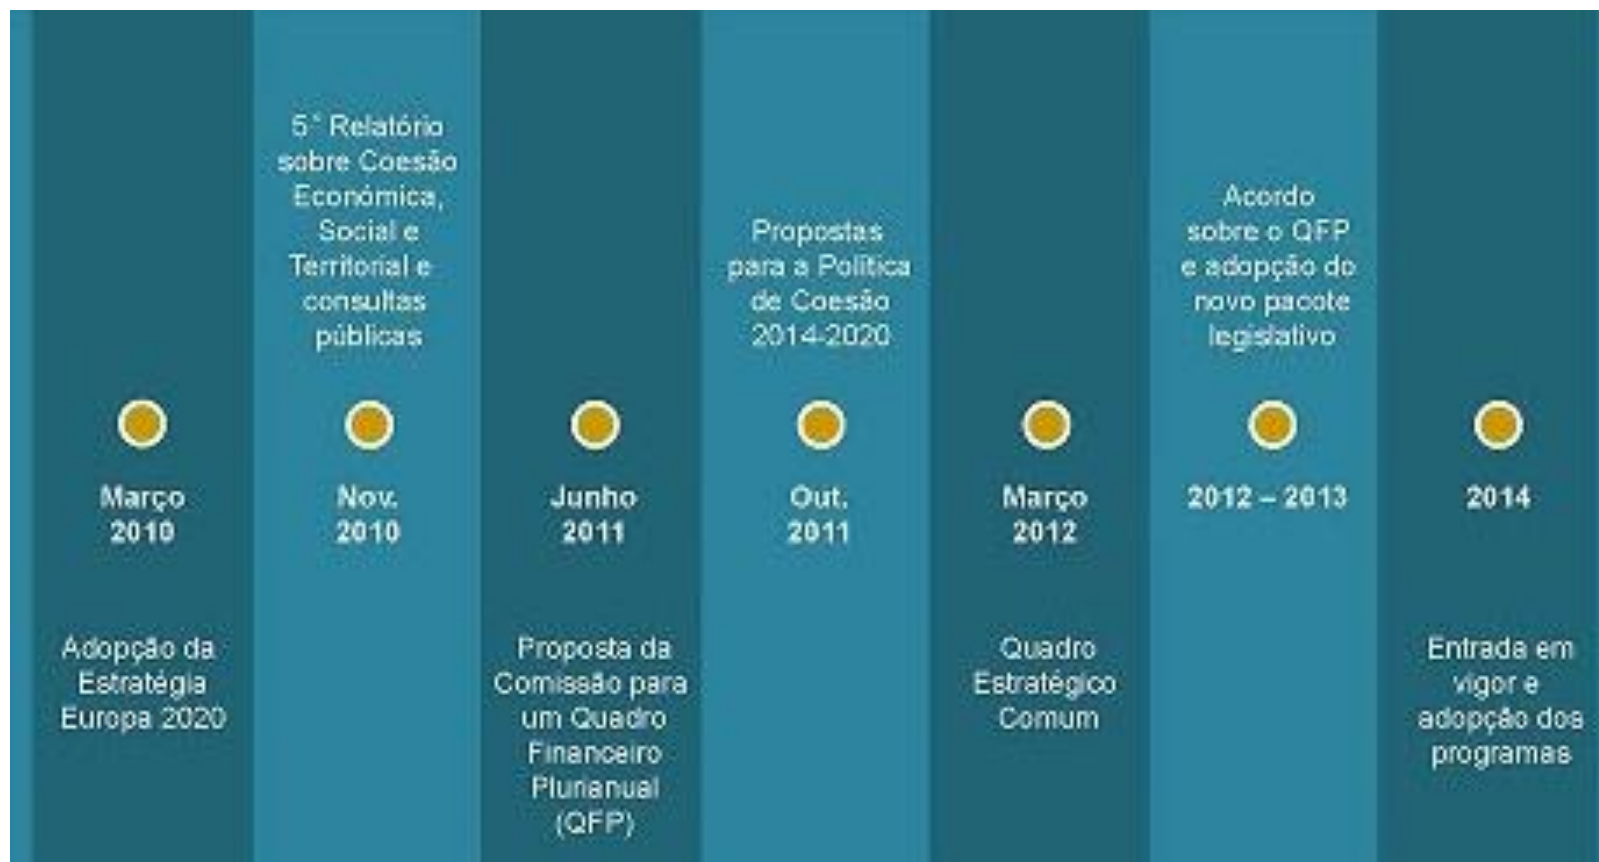 Março
2010
Adopção da
Estratégia
Europa 2020
5° Relatório
sobre Coesão
Económica,
Social e
Territorial e
consultas
públicas
Nov.
2010
Junho
2011
Proposta da
Comissão para
um Quadro
Financeiro
Plurianual
(QFP)
Propostas
para a Política
de Coesão
2014-2020
Out.
2011
Março
2012
Quadro
Estratégico
Comum
Acordo
sobre o QFP
e adopção do
novo pacote
legislativo
2012 – 2013
2014
Entrada em
vigor e
adopção dos
programas